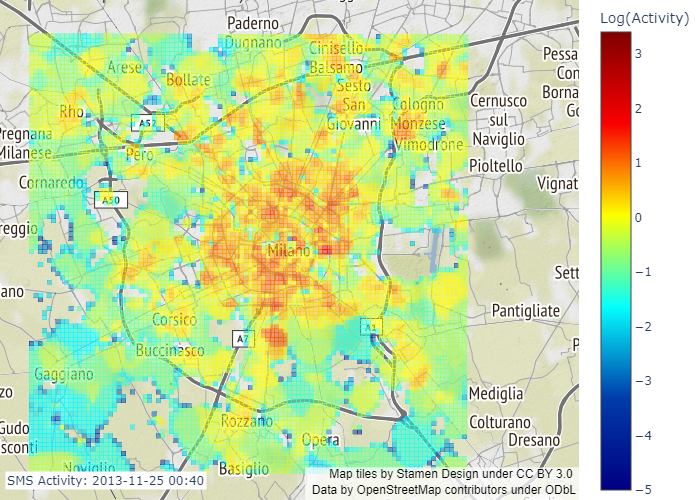 Paderno
Dugnano
Cinisello
Balsamo
Arese
Bollate
Sesto
San
Giovanni
Cologno
Monzese
Vimodrone
Cernusco
sul
Naviglio
Pioltello
Vignat
Pessa
Con
Borna
Go
Rho
A52
Pregnana
Milanese
Pero
Cornaredo
A50
reggio
Milano
Sett
ano
Pantigliate
Corsico
A7
A1
P
Buccinasco
Gaggiano
zo
Mediglia
Rozzano
Colturano
Gudo
sconti
Opera
Dresano
Noviglio
Basiglio
SMS Activity: 2013-11-25 00:40
Map tiles by Stamen Design under CC BY 3.0
Data by OpenStreetMap contributors under ODbL
Log(Activity)
3
2
1
0
−1
−2
−3
−4
−5